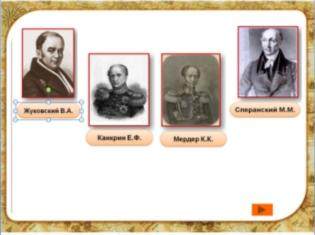 Жуковский В.А.
Канкрин Е.Ф.
Мердер К.К.
Сперанский М.М.